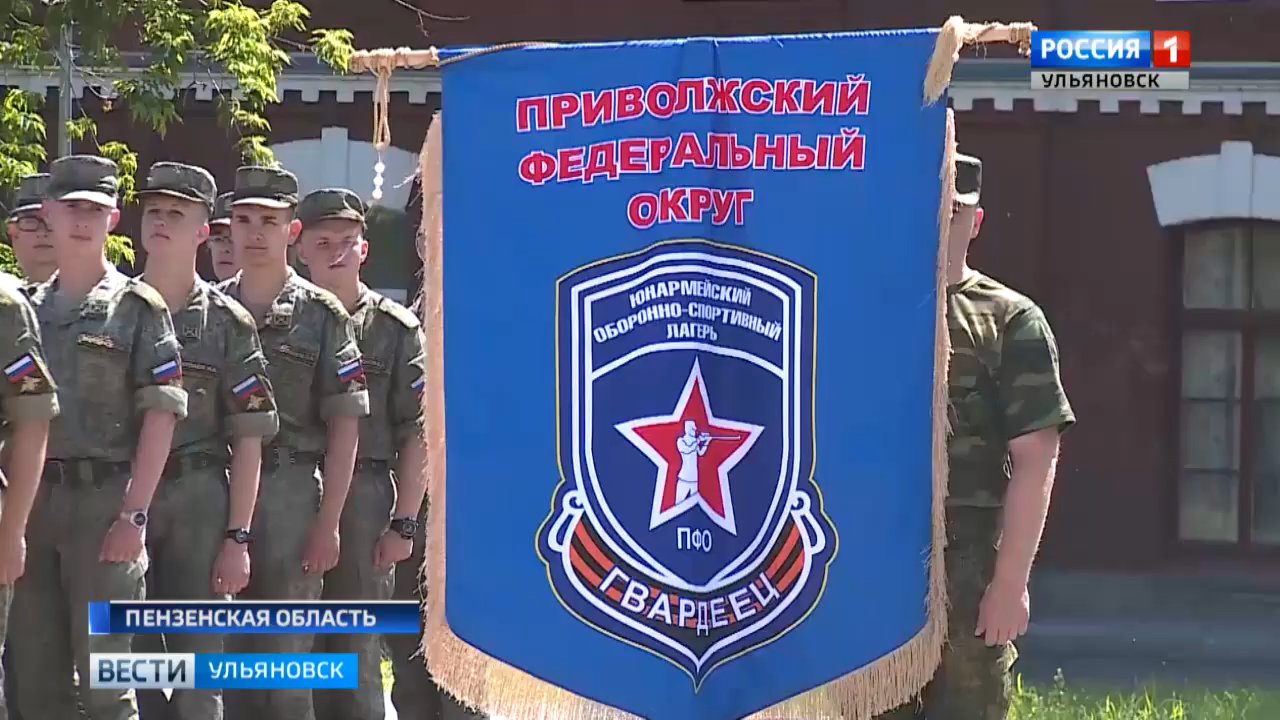 РОССИЯ 1
УЛЬЯНОВСК
ПРИВОЛЖСКИЙ
ФЕДЕРАЛЬНЫЙ
ОКРУГ
ЮНАРМЕЙСКИЙ
ОБОРОННО-СПОРТИВНЫЙ
ЛАГЕРЬ
ПФО
ГВАРДЕЕЦ
ПЕНЗЕНСКАЯ ОБЛАСТЬ
ВЕСТИ УЛЬЯНОВСК